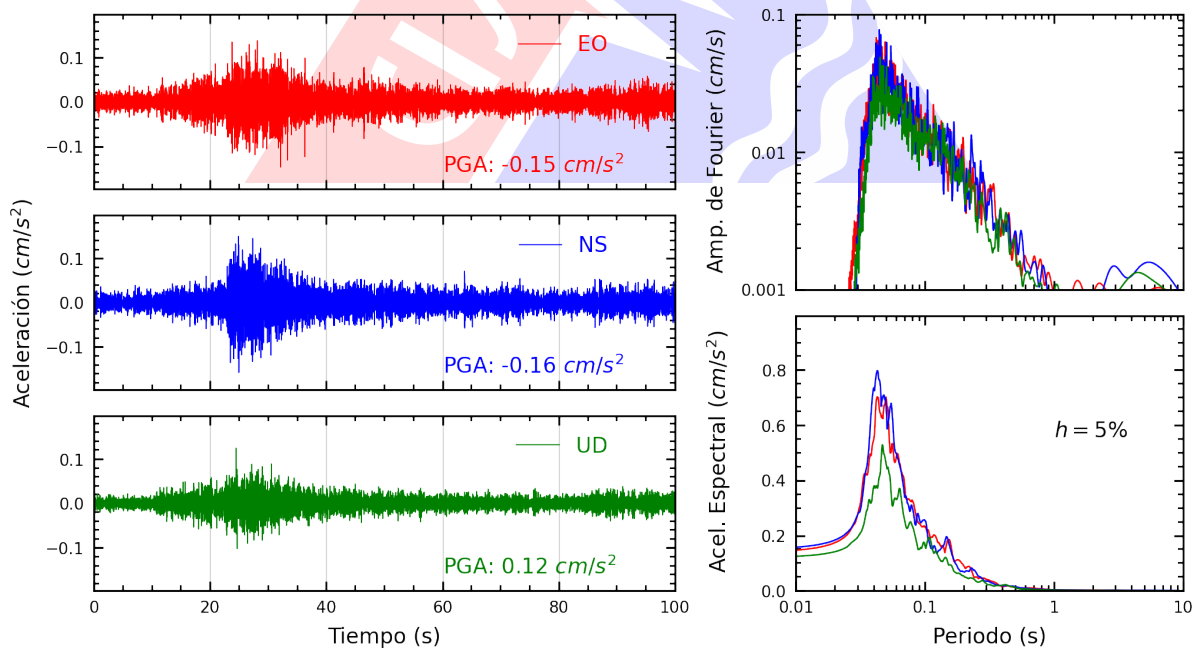 Aceleración (cm/s²)
0.1
0.0
−0.1
EO
PGA: -0.15 cm/s²
0.1
0.0
−0.1
NS
PGA: -0.16 cm/s²
0.1
0.0
−0.1
UD
PGA: 0.12 cm/s²
0 20 40 60 80 100
Tiempo (s)
Amp. de Fourier (cm/s)
0.1
0.01
0.001
Acel. Espectral (cm/s²)
0.8
0.6
0.4
0.2
0.0
h = 5%
0.01 0.1 1 10
Periodo (s)